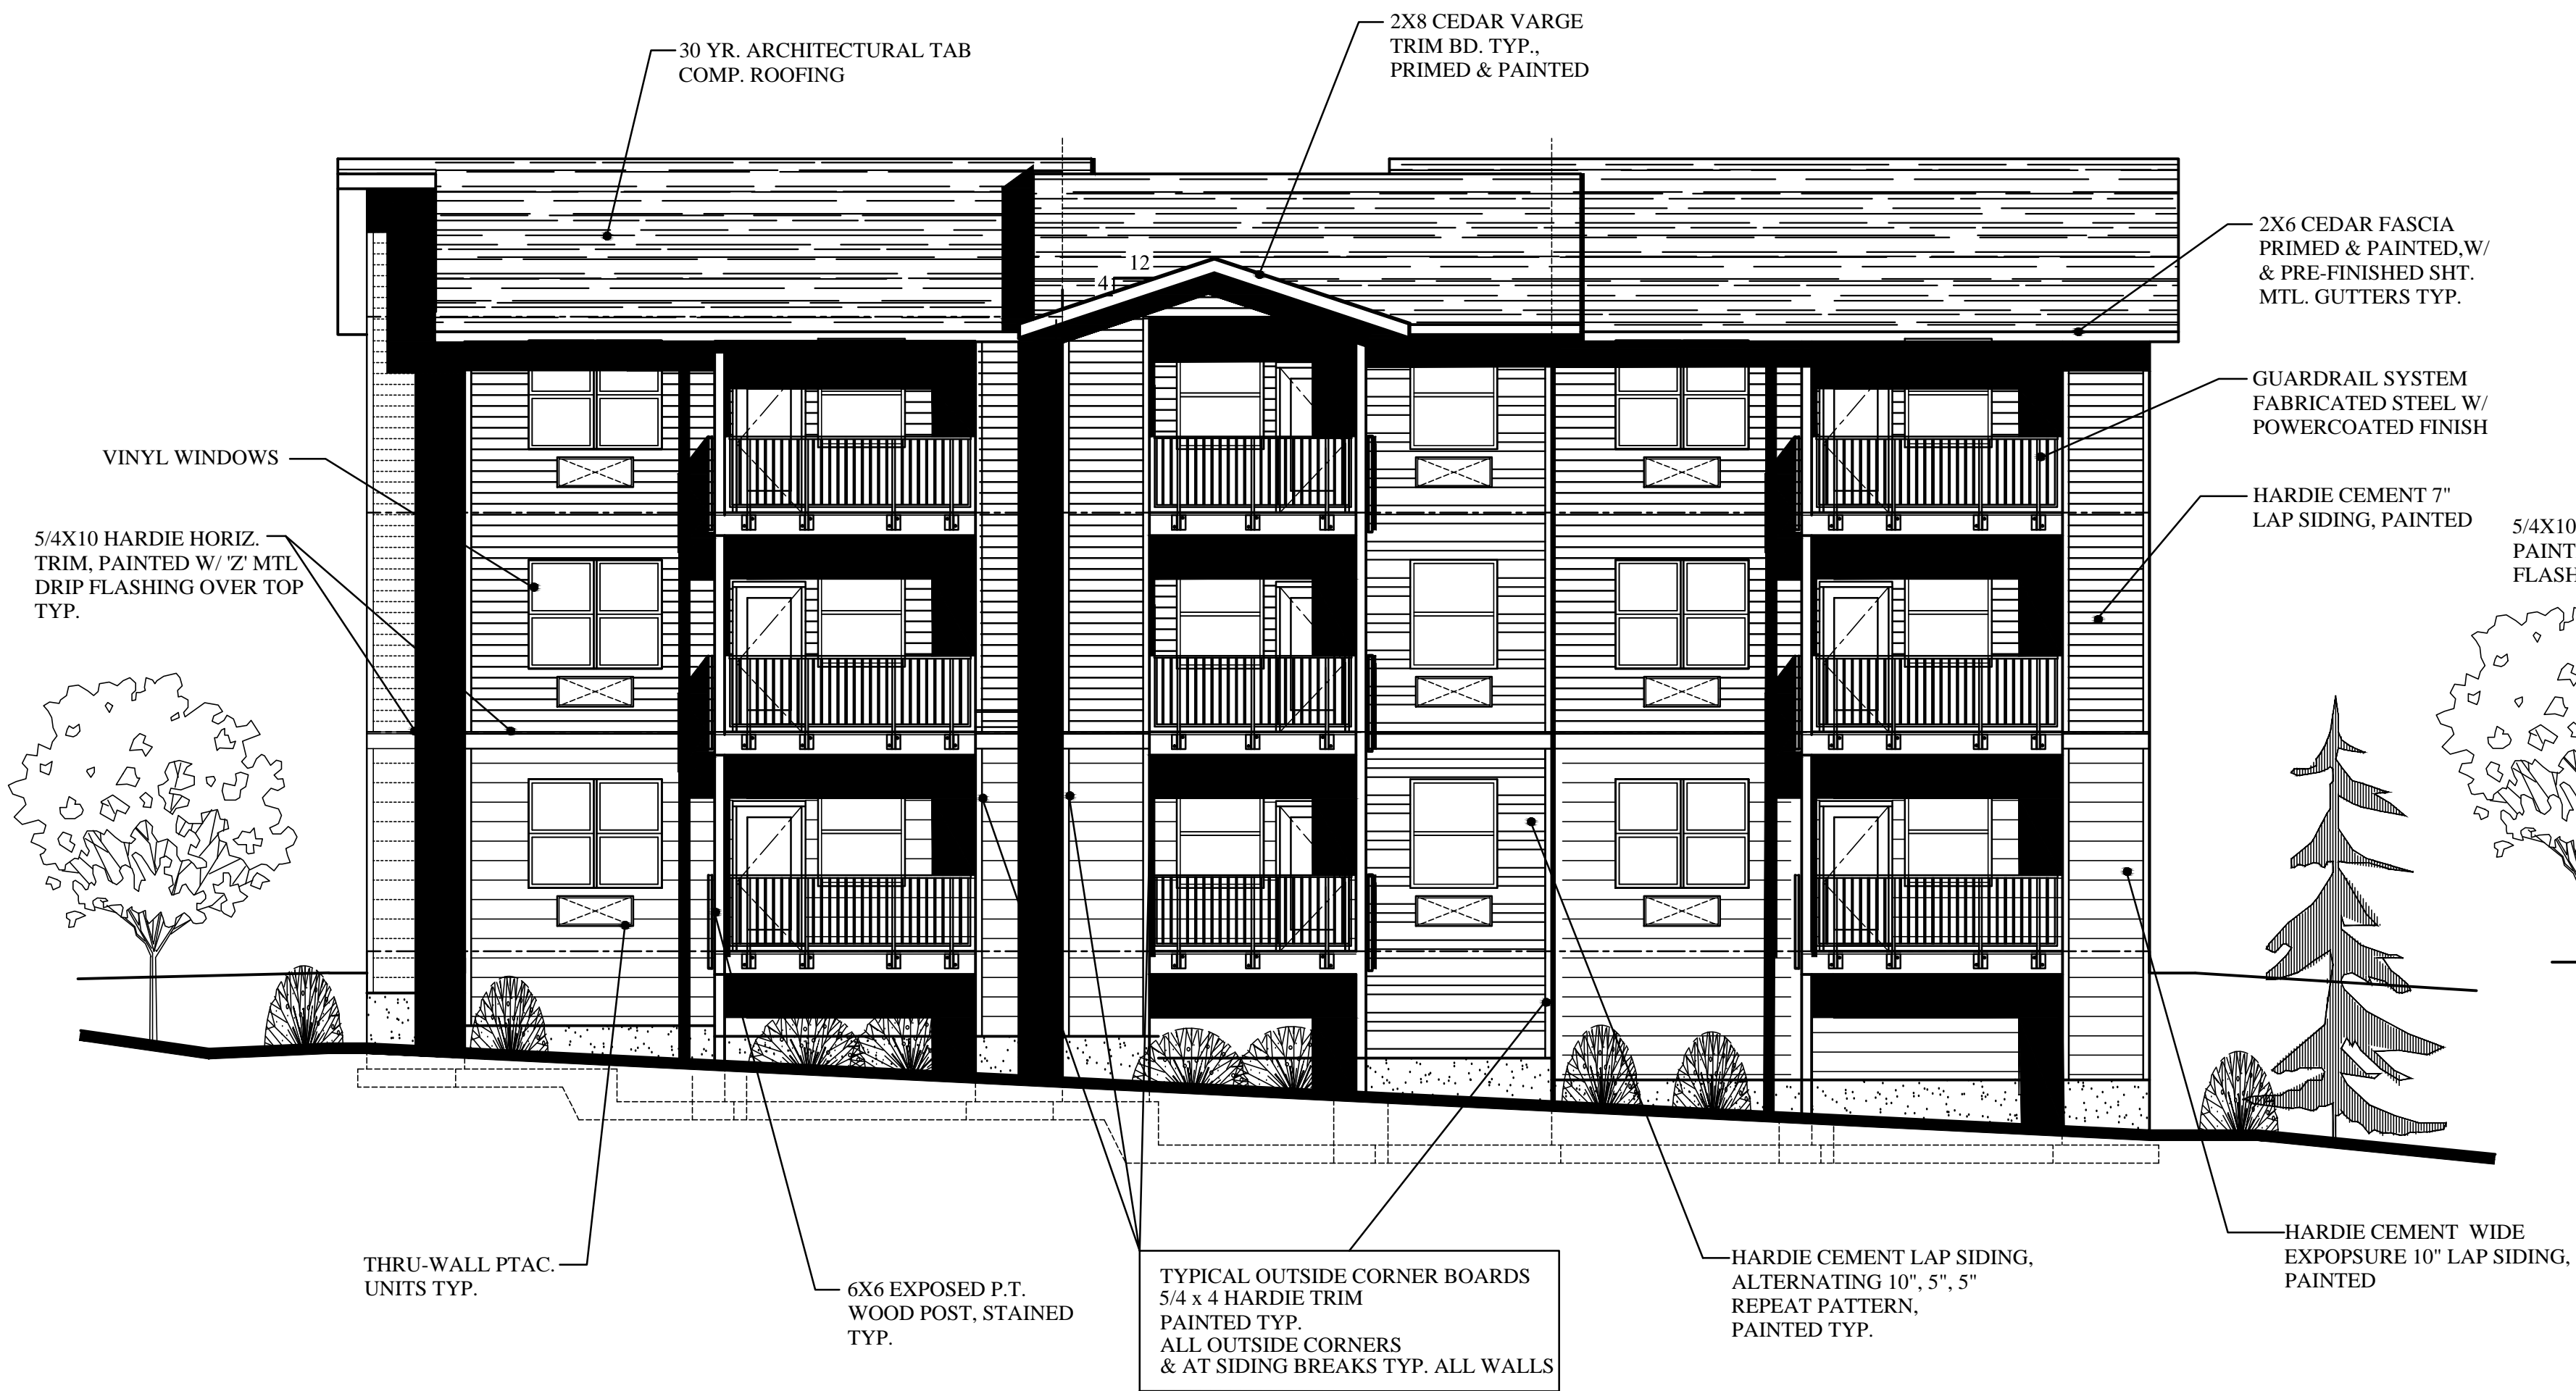 30 YR. ARCHITECTURAL TAB
COMP. ROOFING
2X8 CEDAR VARGE
TRIM BD. TYP.,
PRIMED & PAINTED
12
4
2X6 CEDAR FASCIA
PRIMED & PAINTED,W/
& PRE-FINISHED SHT.
MTL. GUTTERS TYP.
GUARDRAIL SYSTEM
FABRICATED STEEL W/
POWERCOATED FINISH
VINYL WINDOWS
HARDIE CEMENT 7"
LAP SIDING, PAINTED
5/4X10 HARDIE HORIZ.
TRIM, PAINTED W/ 'Z' MTL
DRIP FLASHING OVER TOP
TYP.
5/4X10
PAINT
FLASH
THRU-WALL PTAC.
UNITS TYP.
6X6 EXPOSED P.T.
WOOD POST, STAINED
TYP.
TYPICAL OUTSIDE CORNER BOARDS
5/4 x 4 HARDIE TRIM
PAINTED TYP.
ALL OUTSIDE CORNERS
& AT SIDING BREAKS TYP. ALL WALLS
HARDIE CEMENT LAP SIDING,
ALTERNATING 10", 5", 5"
REPEAT PATTERN,
PAINTED TYP.
HARDIE CEMENT WIDE
EXPOPSURE 10" LAP SIDING,
PAINTED